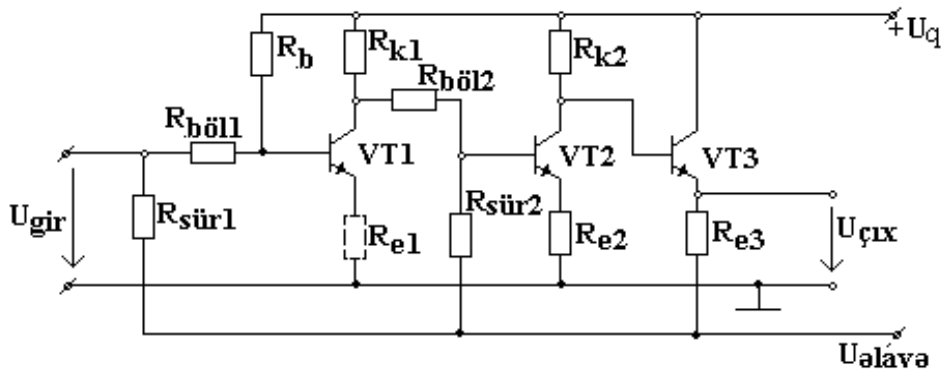 +Uq
Rb
Rk1
Rk2
Rböl2
Rböl1
VT1
VT2
VT3
Ugir
Rsür1
Rsür2
Re1
Re2
Re3
Uçıx
Uəlavə